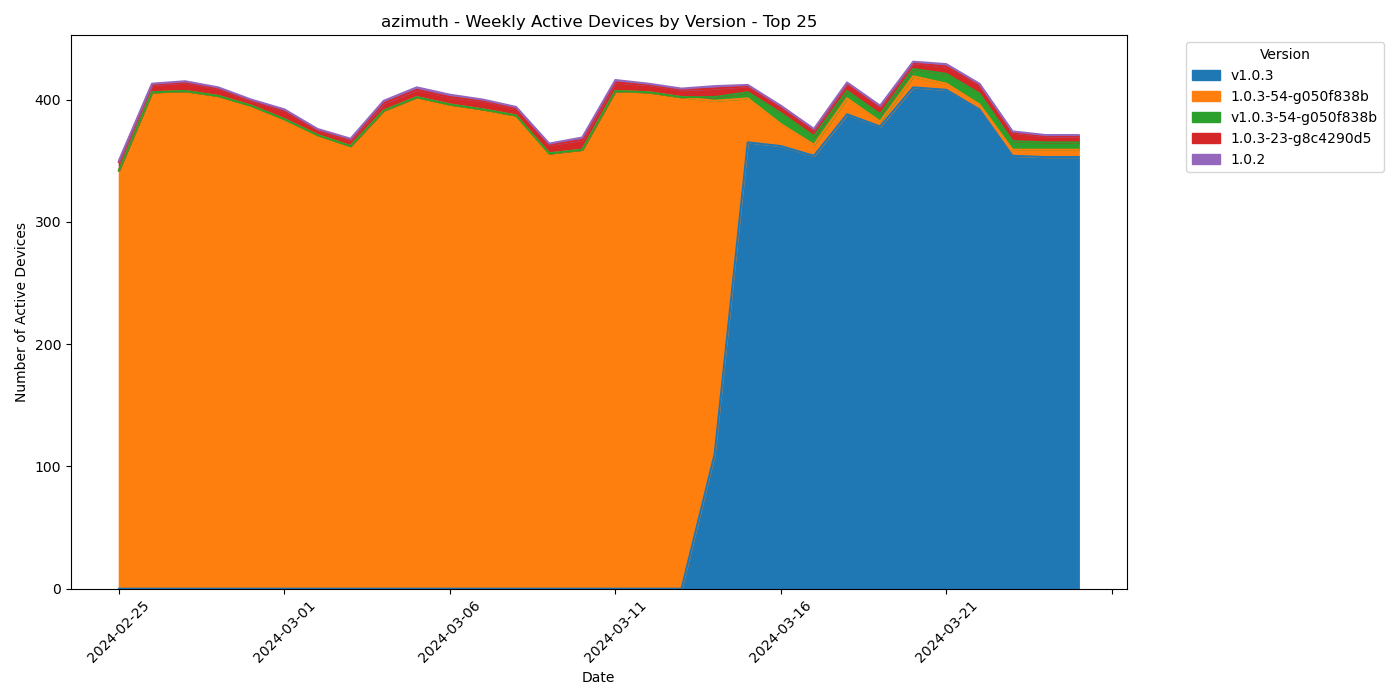 azimuth - Weekly Active Devices by Version - Top 25
Version
v1.0.3
1.0.3-54-g050f838b
v1.0.3-54-g050f838b
1.0.3-23-g8c4290d5
1.0.2
Number of Active Devices
400
300
200
100
0
2024-02-25
2024-03-01
2024-03-06
2024-03-11
2024-03-16
2024-03-21
Date